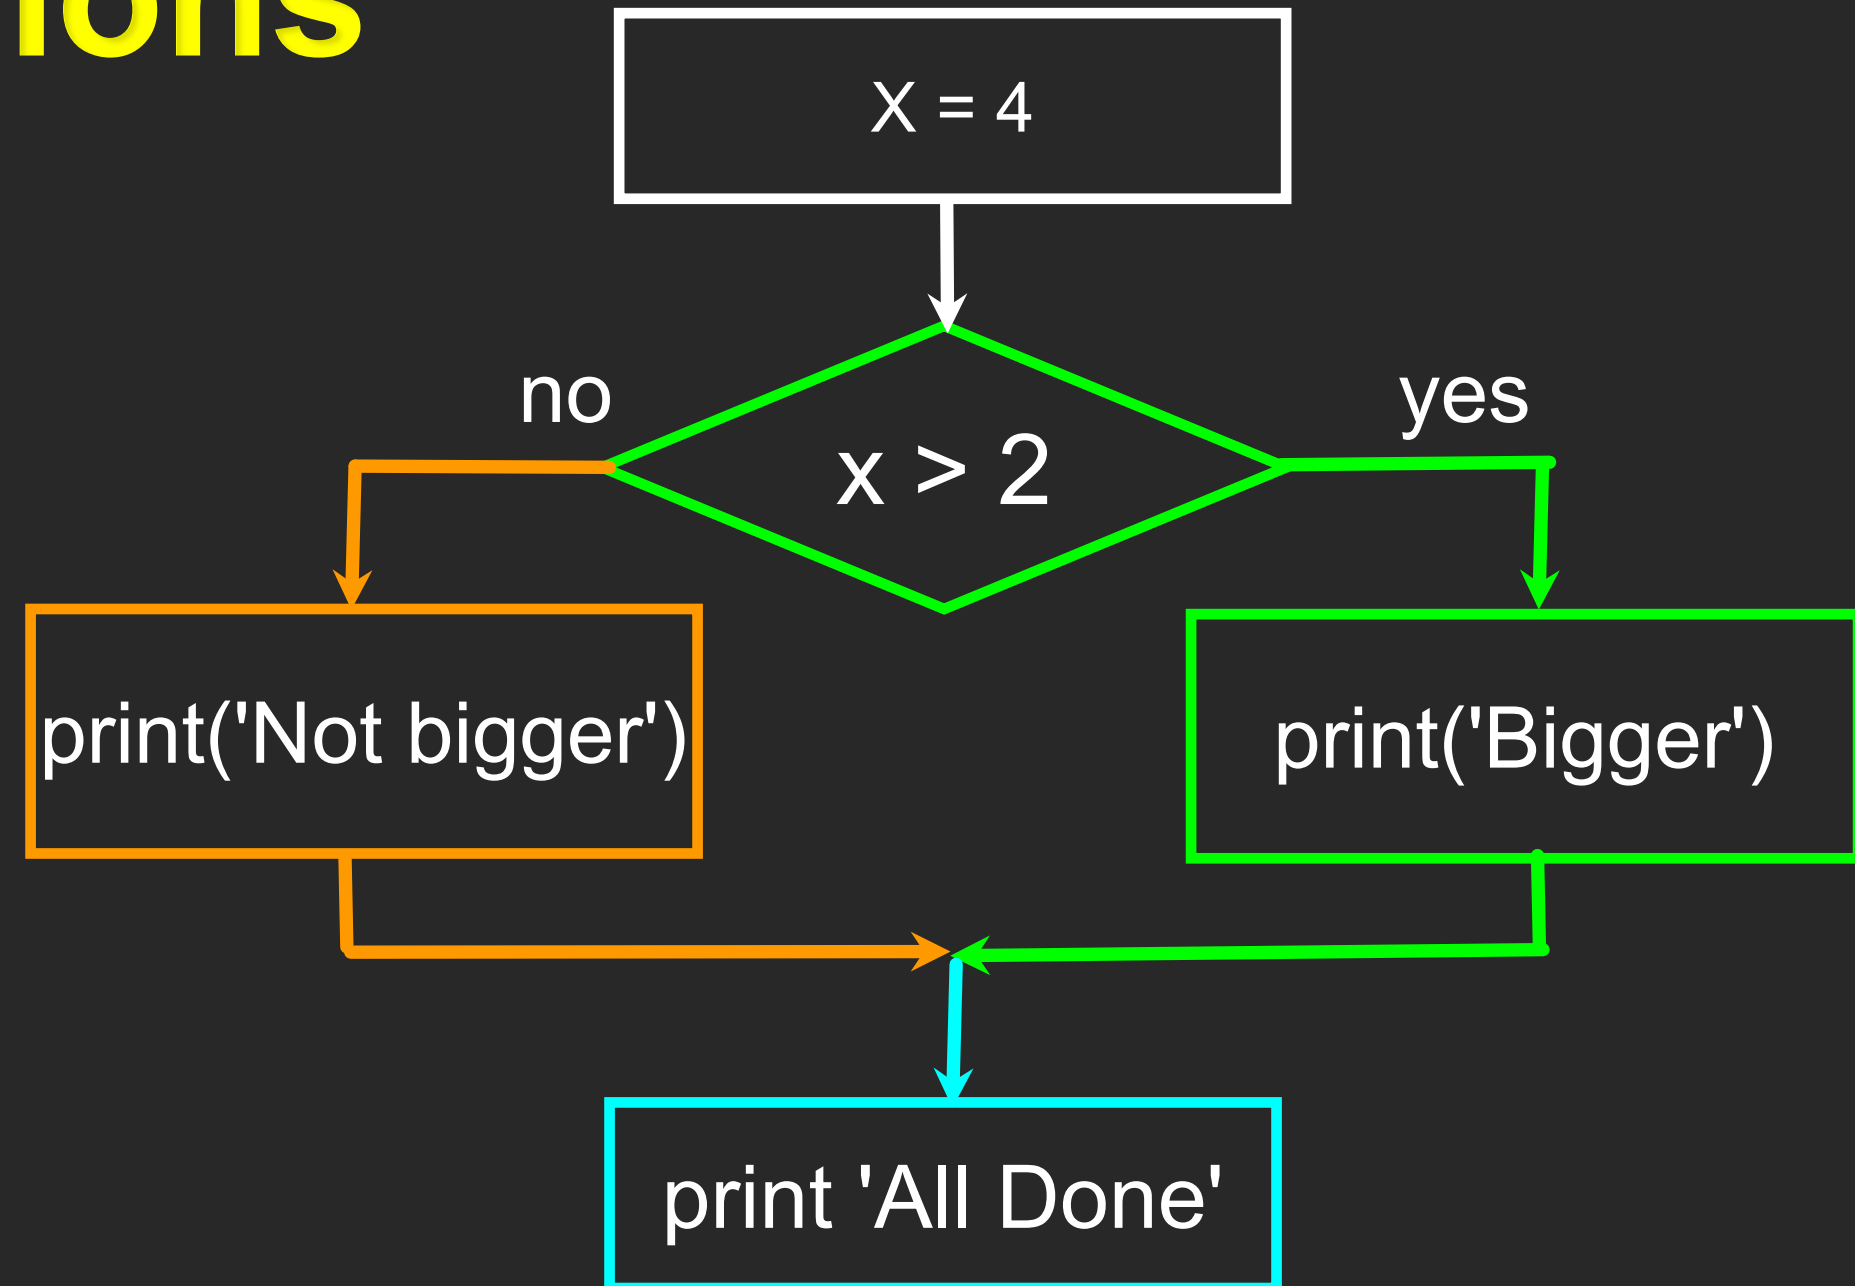 X = 4
no
yes
x > 2
print('Not bigger')
print('Bigger')
print 'All Done'